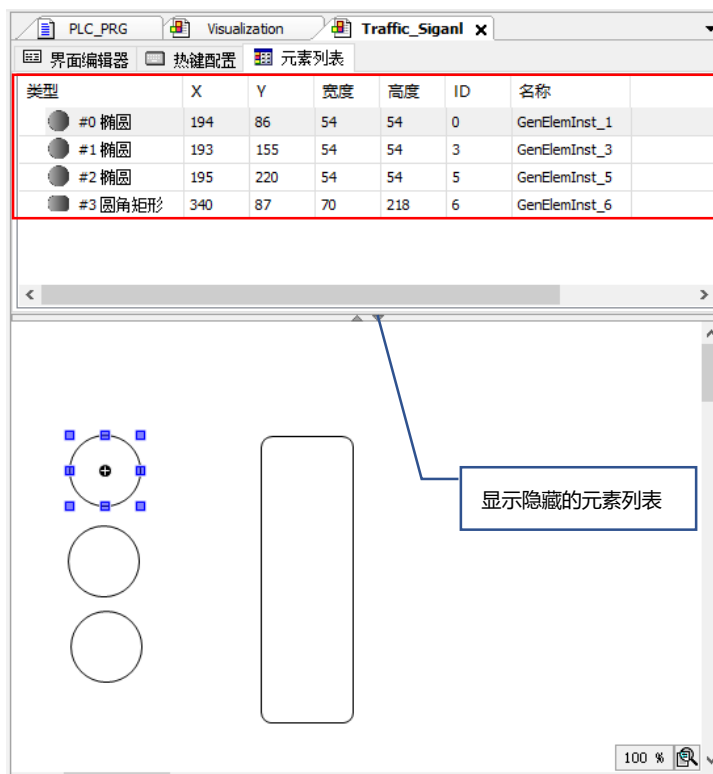 PLC_PRG Visualization Traffic_Siganl x
界面编辑器 热键配置 元素列表
类型 X Y 宽度 高度 ID 名称
#0 椭圆 194 86 54 54 0 GenElemInst_1
#1 椭圆 193 155 54 54 3 GenElemInst_3
#2 椭圆 195 220 54 54 5 GenElemInst_5
#3 圆角矩形 340 87 70 218 6 GenElemInst_6
显示隐藏的元素列表
100 %